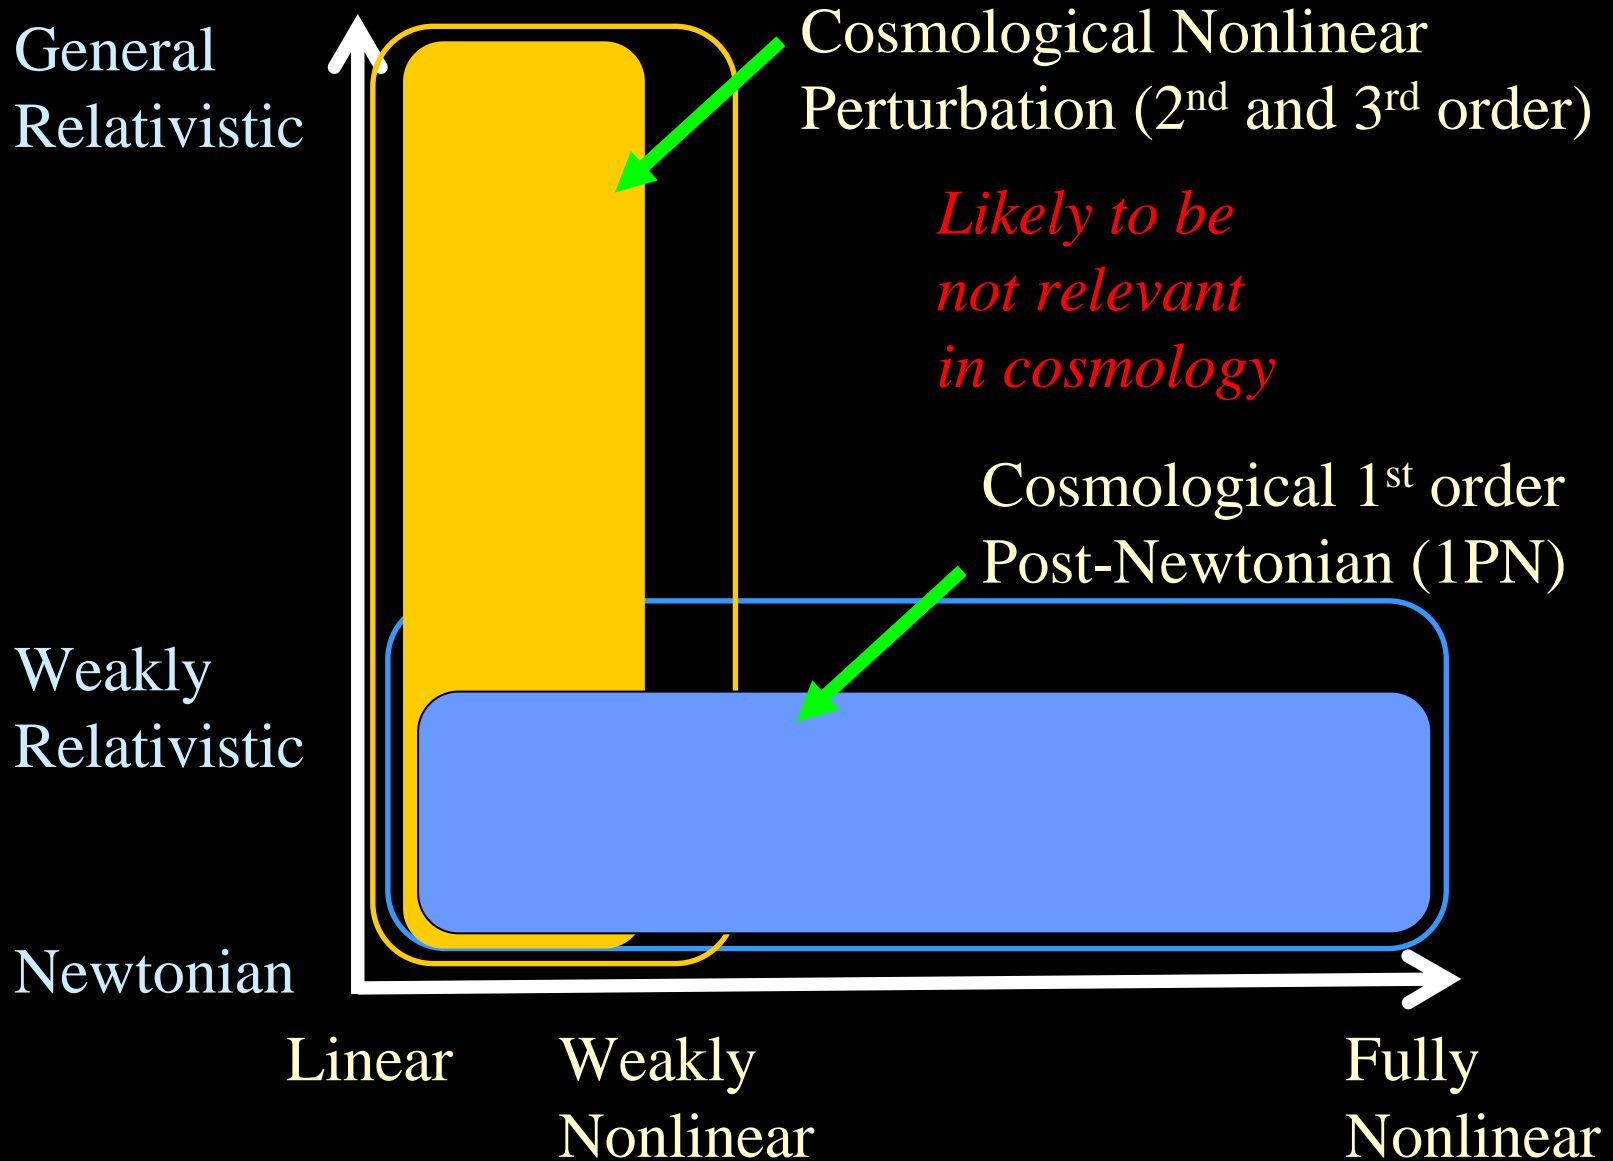 General
Relativistic
Cosmological Nonlinear
Perturbation (2nd and 3rd order)
Likely to be
not relevant
in cosmology
Cosmological 1st order
Post-Newtonian (1PN)
Weakly
Relativistic
Newtonian
Linear
Weakly
Nonlinear
Fully
Nonlinear